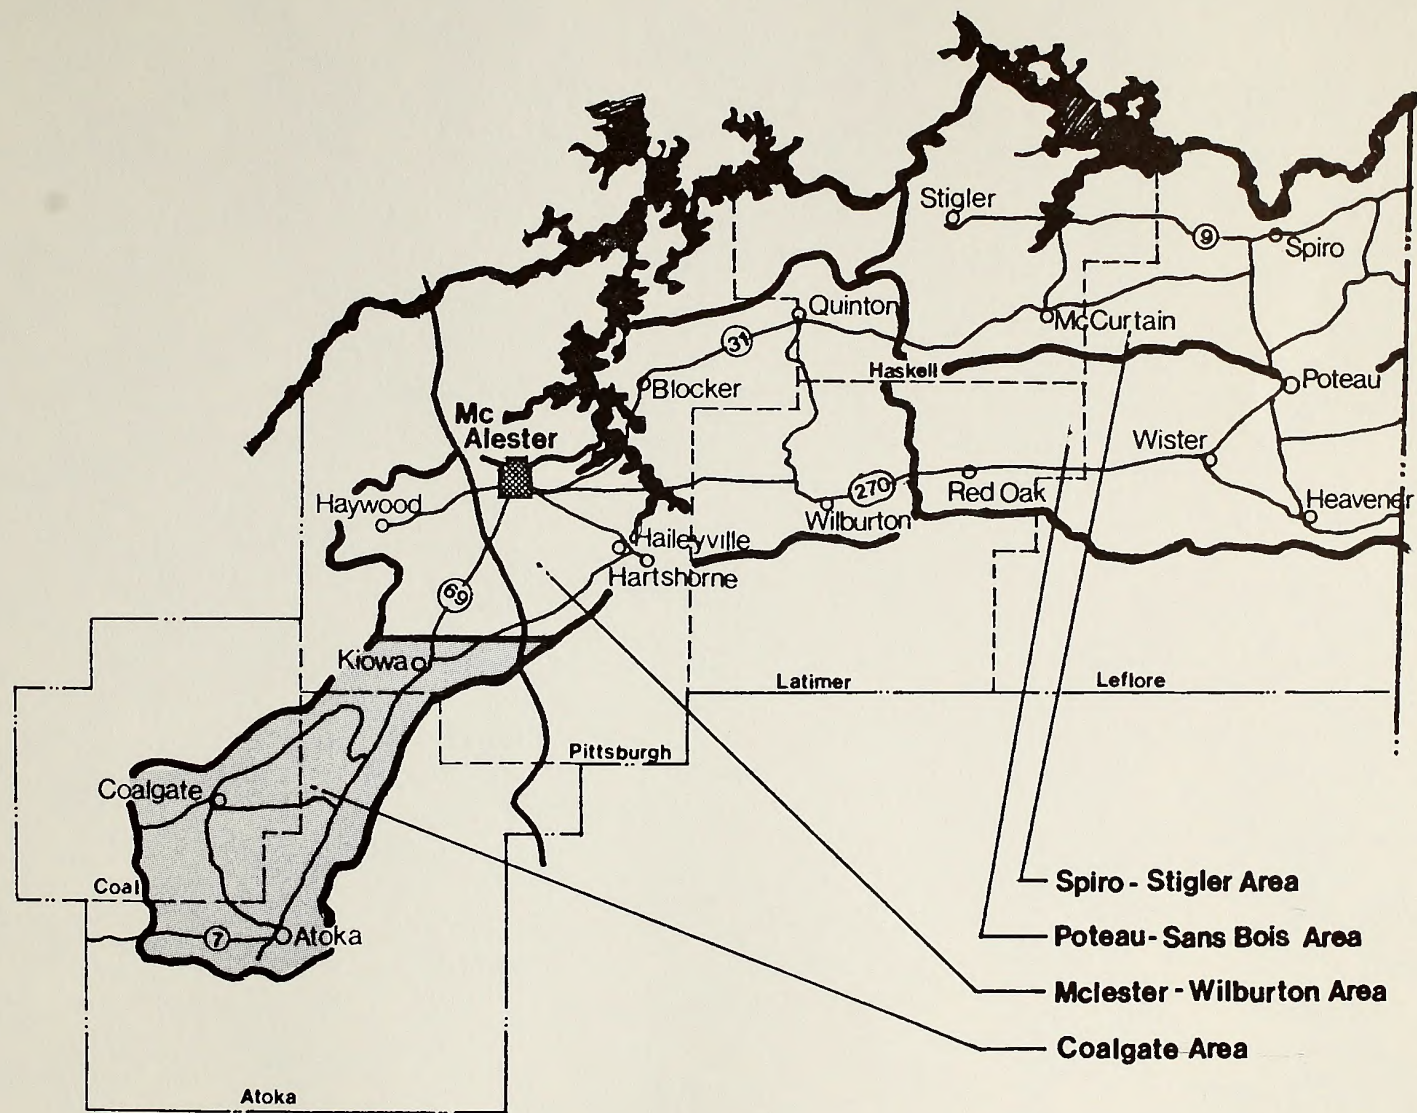 Stigler
9
Spiro
Quinton
McCurtain
31
Haskell
Blocker
Poteau
Mc
Alester
Wister
270
Red Oak
Haywood
Wilburton
Heavener
Haileyville
Hartshorne
69
Kiowa
Latimer
Leflore
Pittsburgh
Coalgate
Coal
Spiro - Stigler Area
7
Atoka
Poteau - Sans Bois Area
Mclester - Wilburton Area
Coalgate Area
Atoka